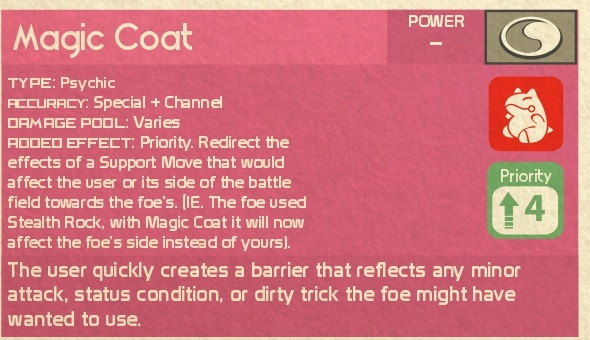 Magic Coat
POWER
–
TYPE: Psychic
ACCURACY: Special + Channel
DAMAGE POOL: Varies
ADDED EFFECT: Priority. Redirect the
effects of a Support Move that would
affect the user or its side of the battle
field towards the foe's. (IE. The foe used
Stealth Rock, with Magic Coat it will now
affect the foe's side instead of yours).
Priority
4
The user quickly creates a barrier that reflects any minor
attack, status condition, or dirty trick the foe might have
wanted to use.